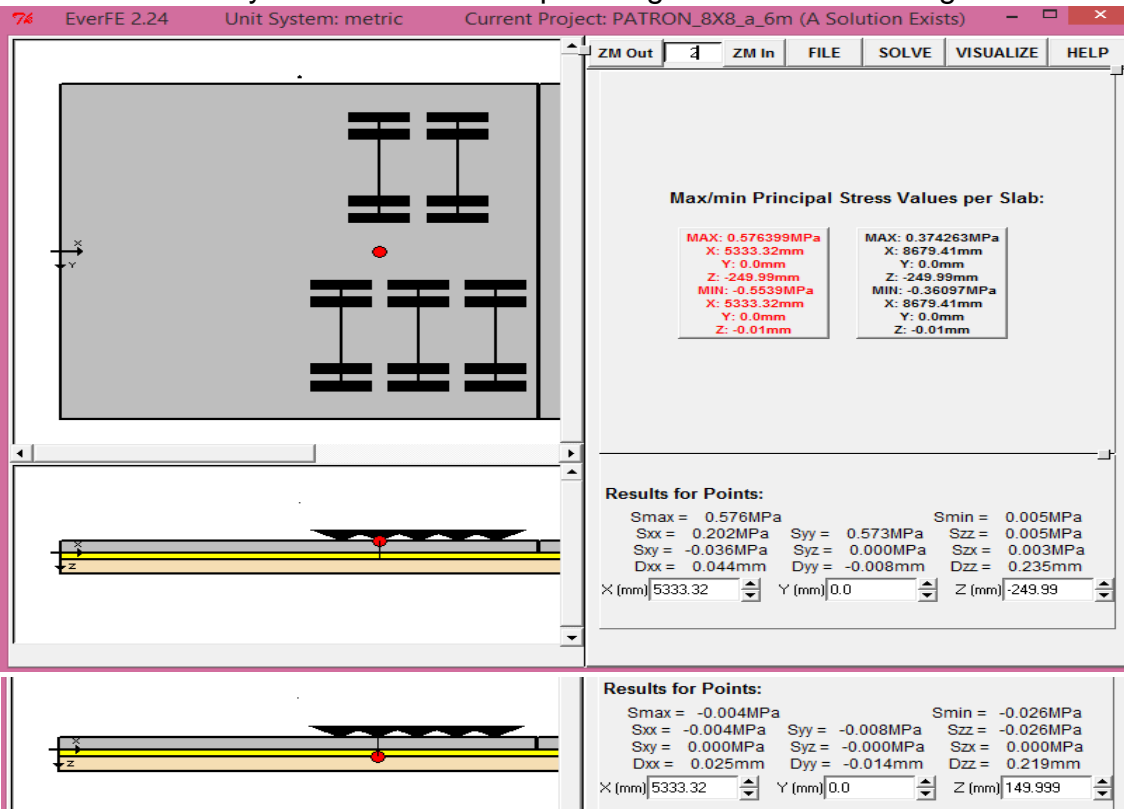 EverFE 2.24 Unit System: metric Current Project: PATRON_8X8_a_6m (A Solution Exists)
ZM Out 2 ZM In FILE SOLVE VISUALIZE HELP
X
Y
Max/min Principal Stress Values per Slab:
MAX: 0.576399MPa
X: 5333.32mm
Y: 0.0mm
Z: -249.99mm
MIN: -0.5539MPa
X: 5333.32mm
Y: 0.0mm
Z: -0.01mm
MAX: 0.374263MPa
X: 8679.41mm
Y: 0.0mm
Z: -249.99mm
MIN: -0.36097MPa
X: 8679.41mm
Y: 0.0mm
Z: -0.01mm
X
Z
Results for Points:
Smax = 0.576MPa Smin = 0.005MPa
Sxx = 0.202MPa Syy = 0.573MPa Szz = 0.005MPa
Sxy = -0.036MPa Syz = 0.000MPa Szx = 0.003MPa
Dxx = 0.044mm Dyy = -0.008mm Dzz = 0.235mm
X (mm) 5333.32 Y (mm) 0.0 Z (mm) -249.99
X
Z
Results for Points:
Smax = -0.004MPa Smin = -0.026MPa
Sxx = -0.004MPa Syy = -0.008MPa Szz = -0.026MPa
Sxy = 0.000MPa Syz = -0.000MPa Szx = 0.000MPa
Dxx = 0.025mm Dyy = -0.014mm Dzz = 0.219mm
X (mm) 5333.32 Y (mm) 0.0 Z (mm) 149.999